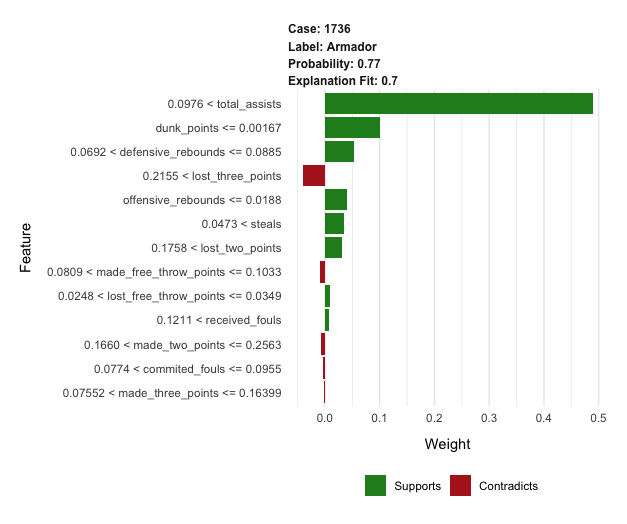 Case: 1736
Label: Armador
Probability: 0.77
Explanation Fit: 0.7
0.0976 < total_assists
dunk_points <= 0.00167
0.0692 < defensive_rebounds <= 0.0885
0.2155 < lost_three_points
offensive_rebounds <= 0.0188
0.0473 < steals
0.1758 < lost_two_points
0.0809 < made_free_throw_points <= 0.1033
0.0248 < lost_free_throw_points <= 0.0349
0.1211 < received_fouls
0.1660 < made_two_points <= 0.2563
0.0774 < commited_fouls <= 0.0955
0.07552 < made_three_points <= 0.16399
Feature
0.0 0.1 0.2 0.3 0.4 0.5
Weight
Supports Contradicts